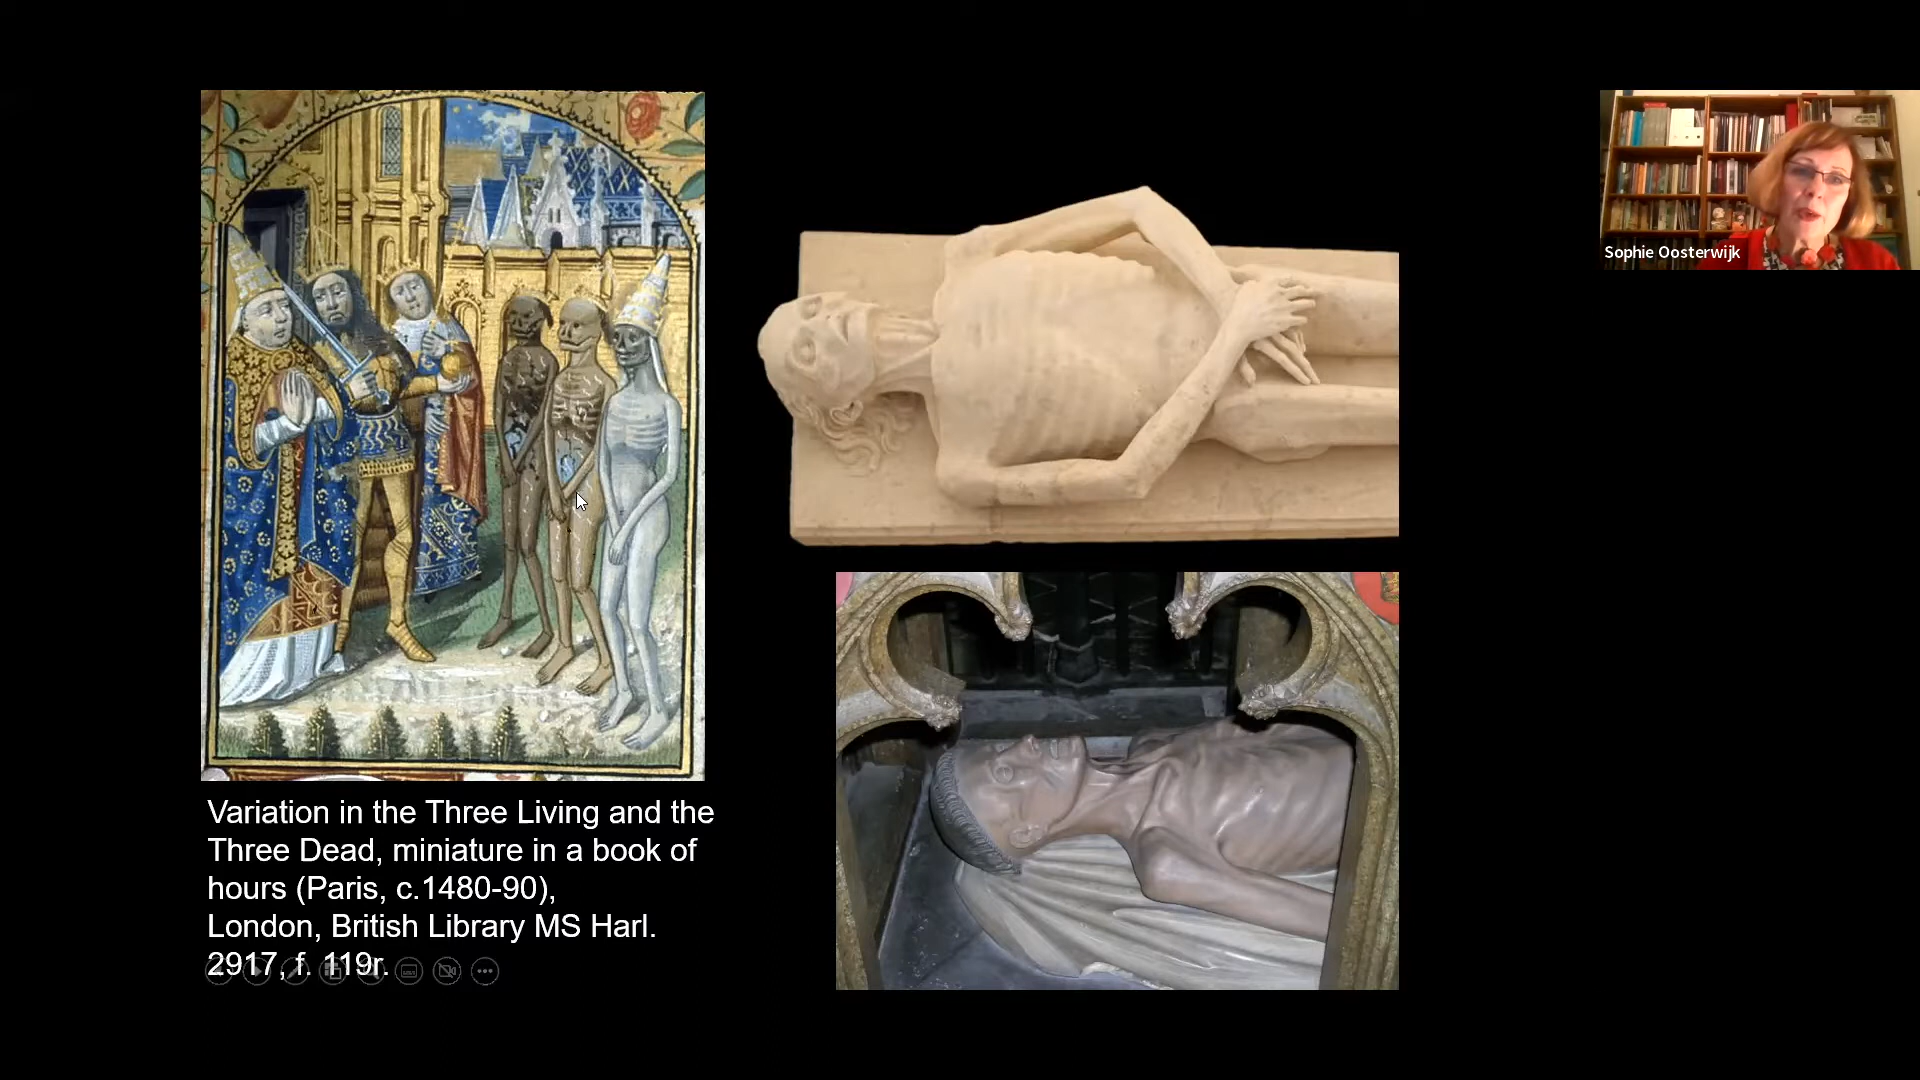 Sophie Oosterwijk
Variation in the Three Living and the
Three Dead, miniature in a book of
hours (Paris, c.1480-90),
London, British Library MS Harl.
2917, f. 119r.